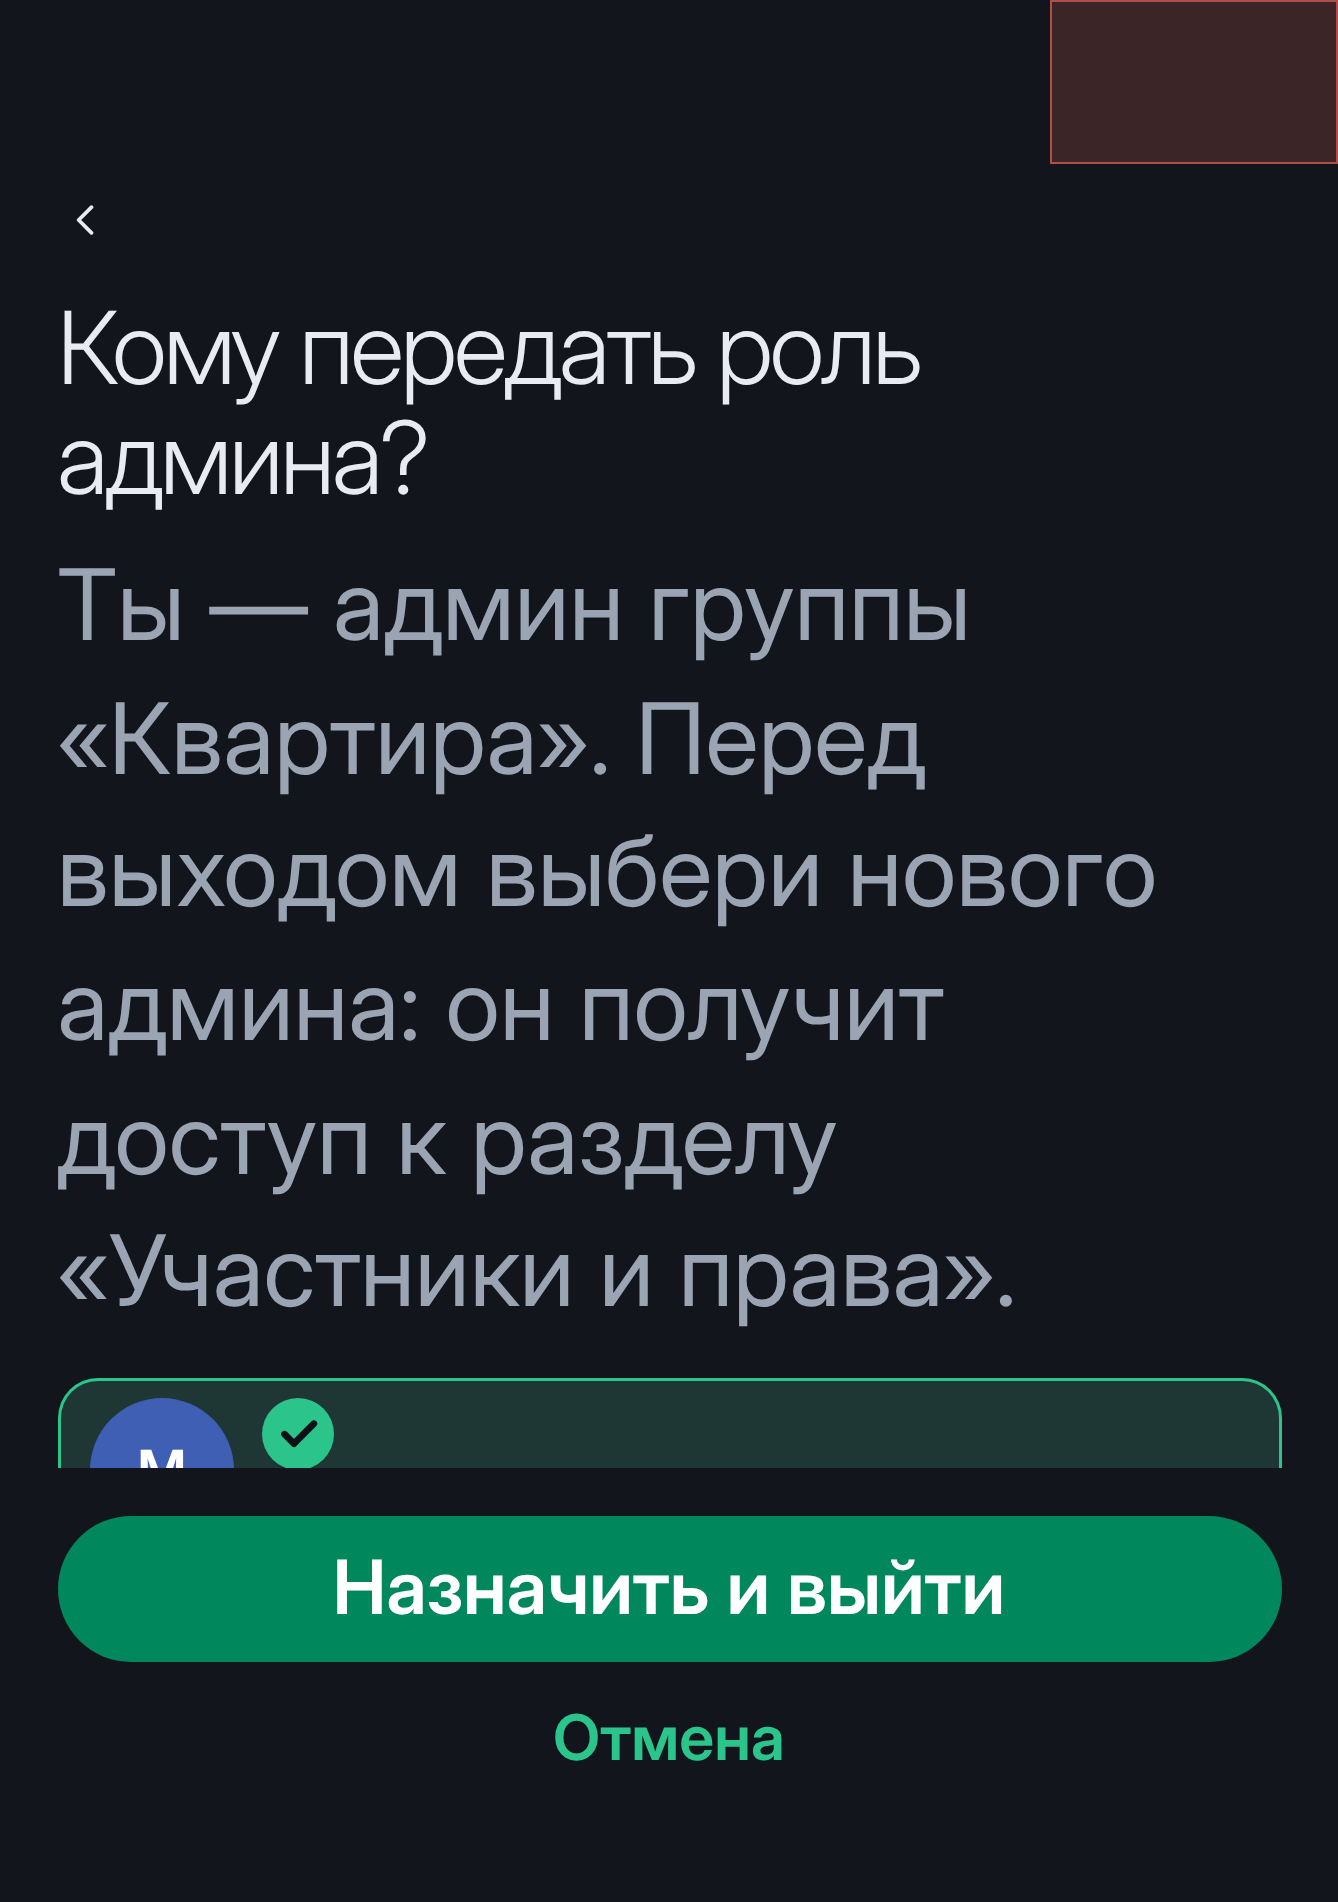 Кому передать роль
админа?
Ты — админ группы
«Квартира». Перед
выходом выбери нового
админа: он получит
доступ к разделу
«Участники и права».
М
Назначить и выйти
Отмена